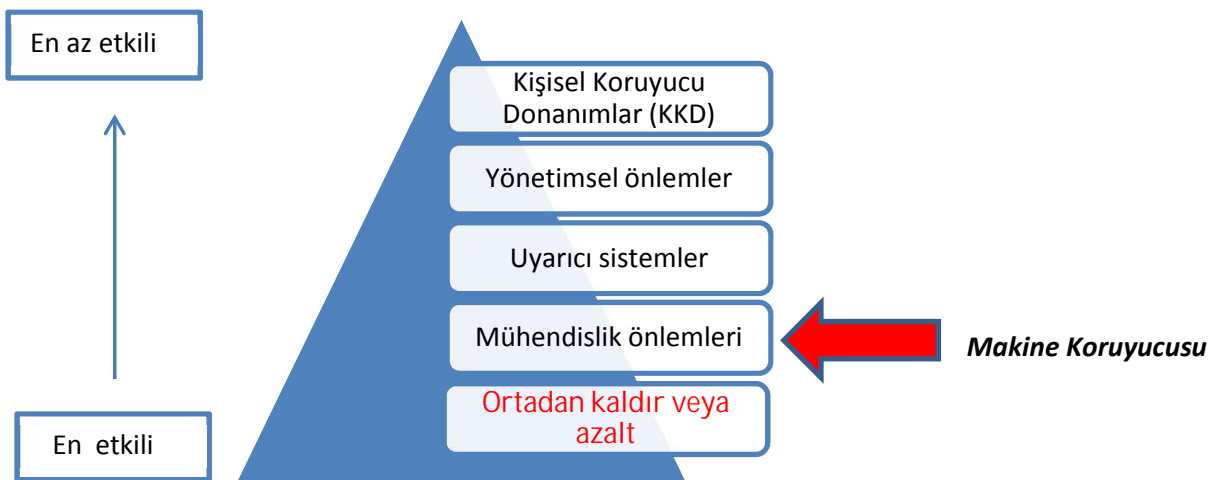 En az etkili
Kişisel Koruyucu
Donanımlar (KKD)
Yönetimsel önlemler
Uyarıcı sistemler
Mühendislik önlemleri
Makine Koruyucusu
Ortadan kaldır veya
azalt
En etkili